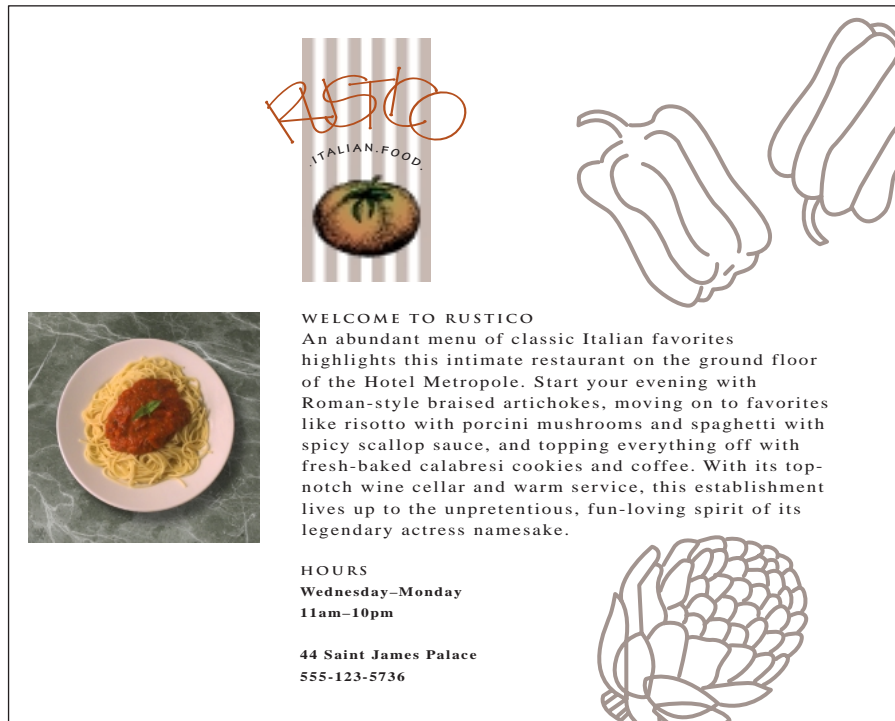 RUSTICO
.ITALIAN.FOOD.
WELCOME TO RUSTICO
An abundant menu of classic Italian favorites
highlights this intimate restaurant on the ground floor
of the Hotel Metropole. Start your evening with
Roman-style braised artichokes, moving on to favorites
like risotto with porcini mushrooms and spaghetti with
spicy scallop sauce, and topping everything off with
fresh-baked calabresi cookies and coffee. With its top-
notch wine cellar and warm service, this establishment
lives up to the unpretentious, fun-loving spirit of its
legendary actress namesake.
HOURS
Wednesday–Monday
11am–10pm
44 Saint James Palace
555-123-5736